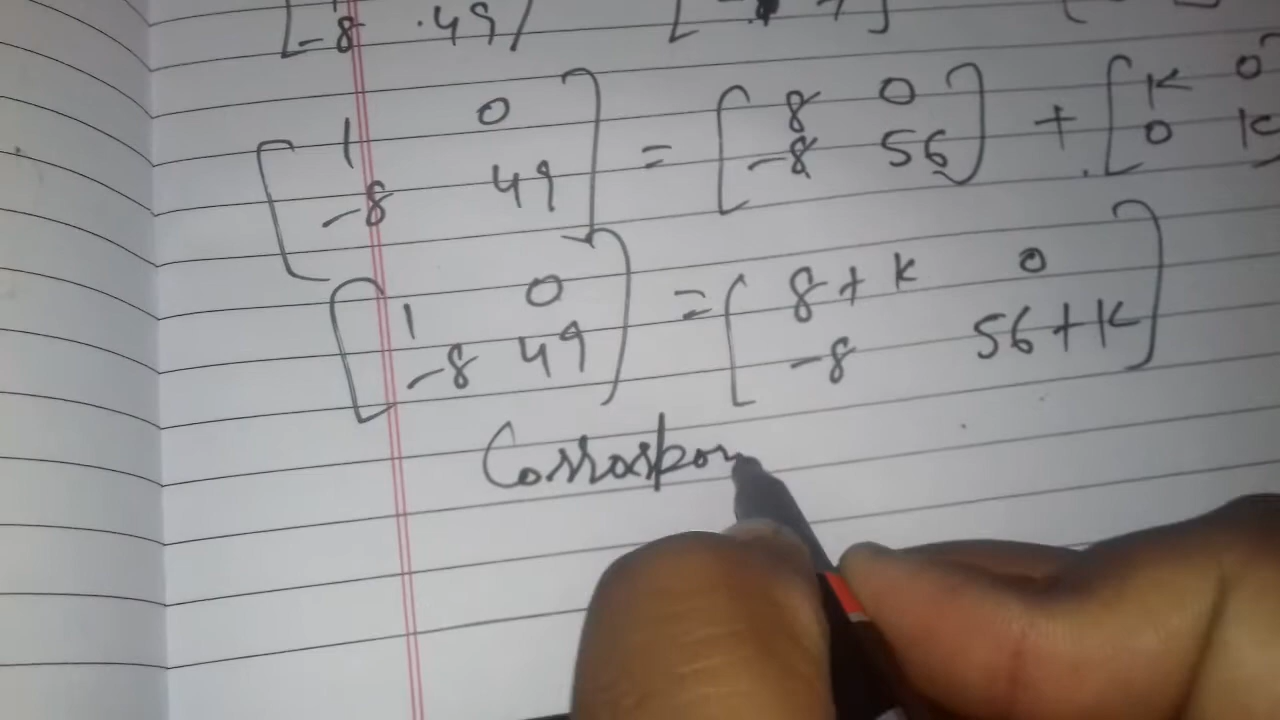 -8 49
[1 0] = [8 0] + [K 0]
[-8 49] [-8 56] [0 K]
[1 0] = [8+K 0]
[-8 49] [-8 56+K]
Corraspon